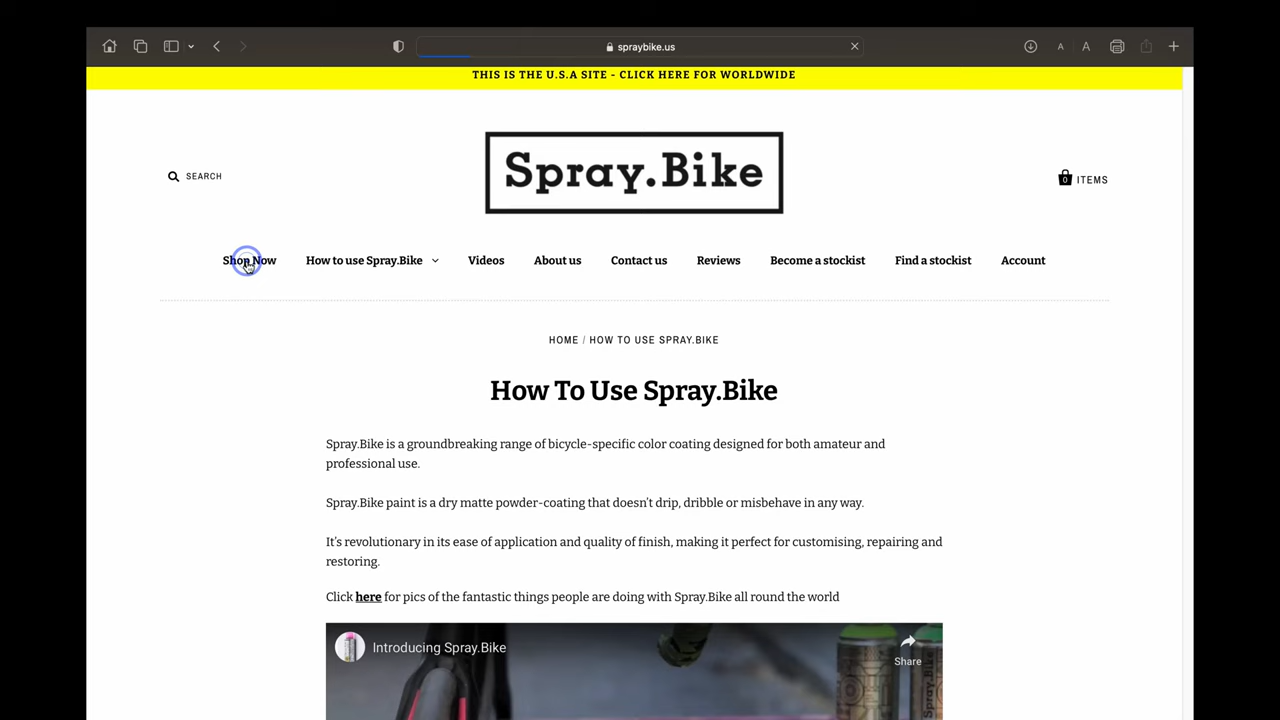 spraybike.us
A A
THIS IS THE U.S.A SITE - CLICK HERE FOR WORLDWIDE
Spray.Bike
SEARCH
0 ITEMS
Shop Now How to use Spray.Bike Videos About us Contact us Reviews Become a stockist Find a stockist Account
HOME / HOW TO USE SPRAY.BIKE
How To Use Spray.Bike
Spray.Bike is a groundbreaking range of bicycle-specific color coating designed for both amateur and
professional use.
Spray.Bike paint is a dry matte powder-coating that doesn't drip, dribble or misbehave in any way.
It's revolutionary in its ease of application and quality of finish, making it perfect for customising, repairing and
restoring.
Click here for pics of the fantastic things people are doing with Spray.Bike all round the world
Introducing Spray.Bike
Share
Spray.Bike